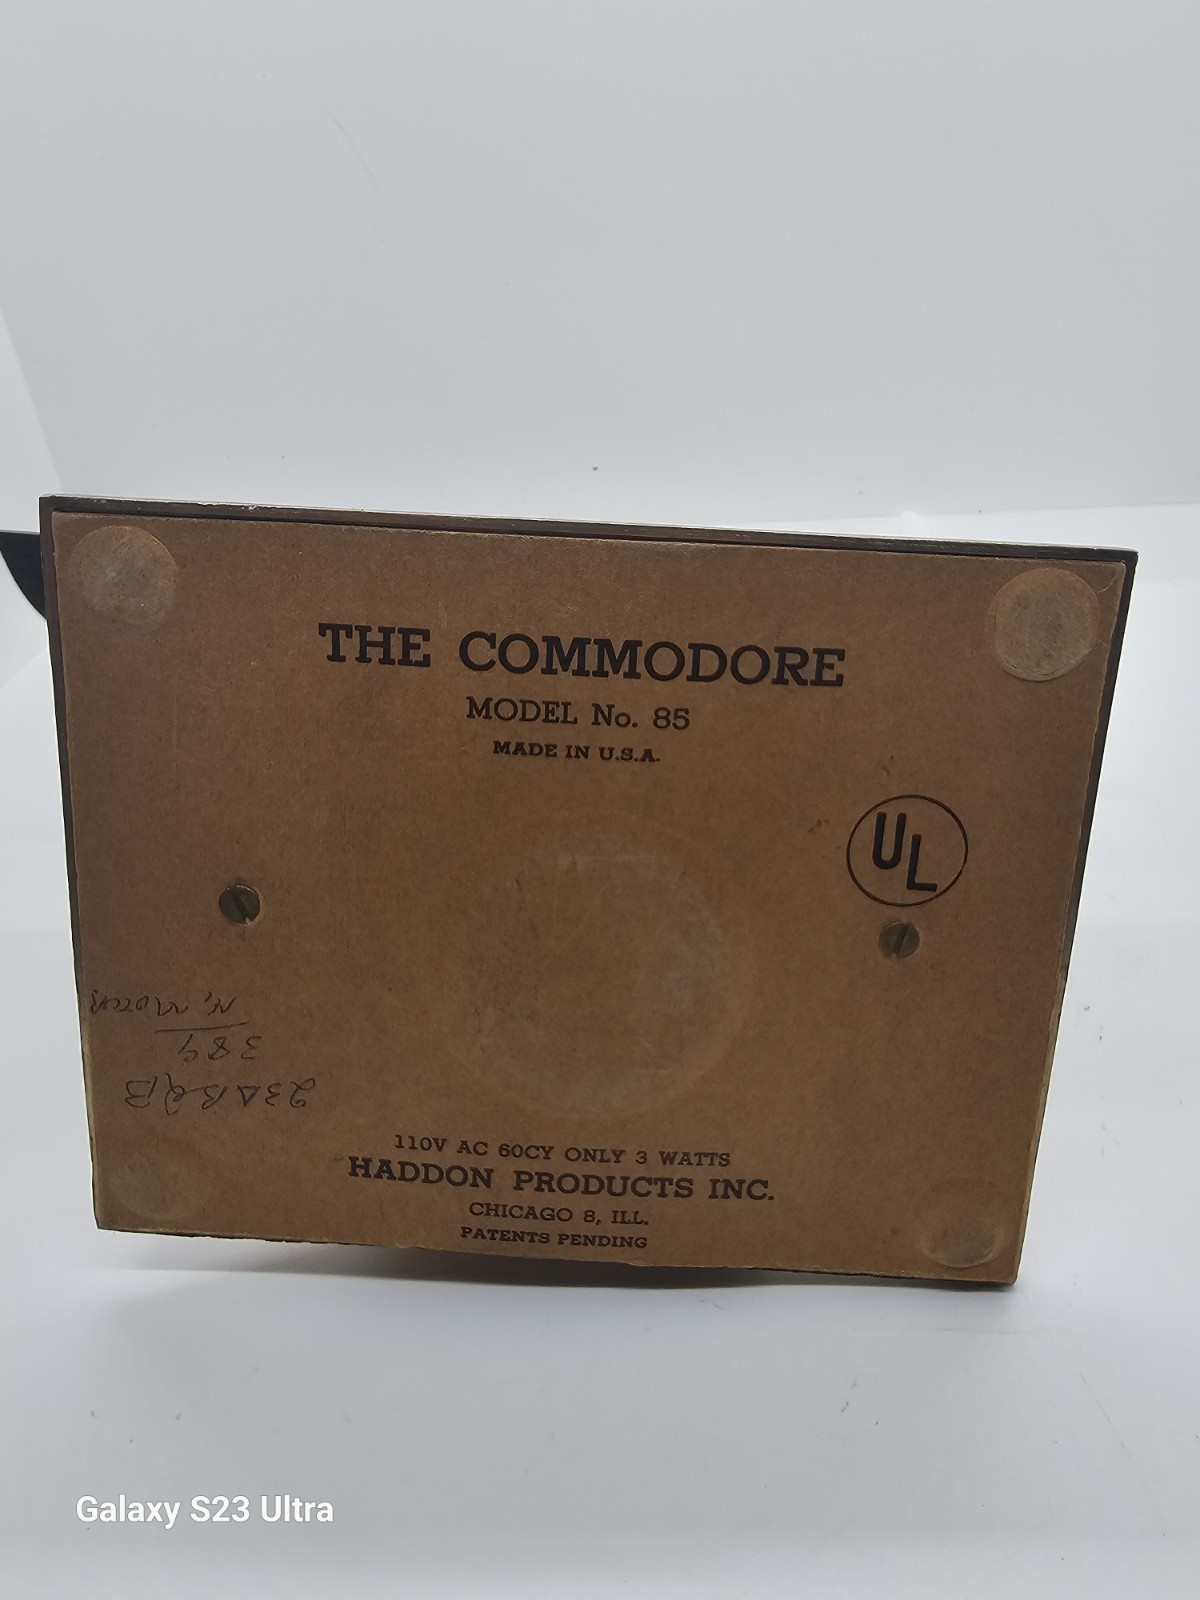 THE COMMODORE
MODEL No. 85
MADE IN U.S.A.
UL
389
110V AC 60CY ONLY 3 WATTS
HADDON PRODUCTS INC.
CHICAGO 8, ILL.
PATENTS PENDING
Galaxy S23 Ultra